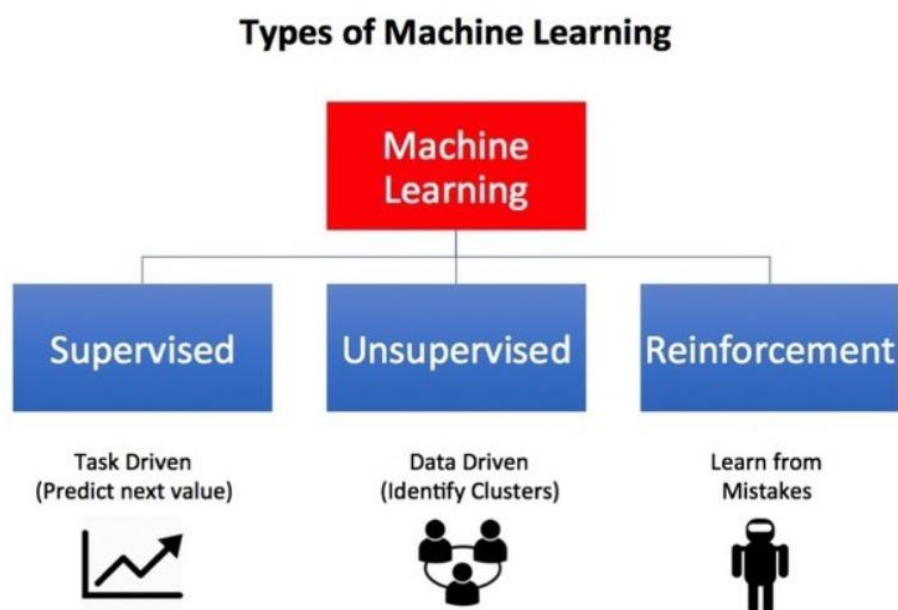 Types of Machine Learning
Machine
Learning
Supervised
Unsupervised
Reinforcement
Task Driven
(Predict next value)
Data Driven
(Identify Clusters)
Learn from
Mistakes